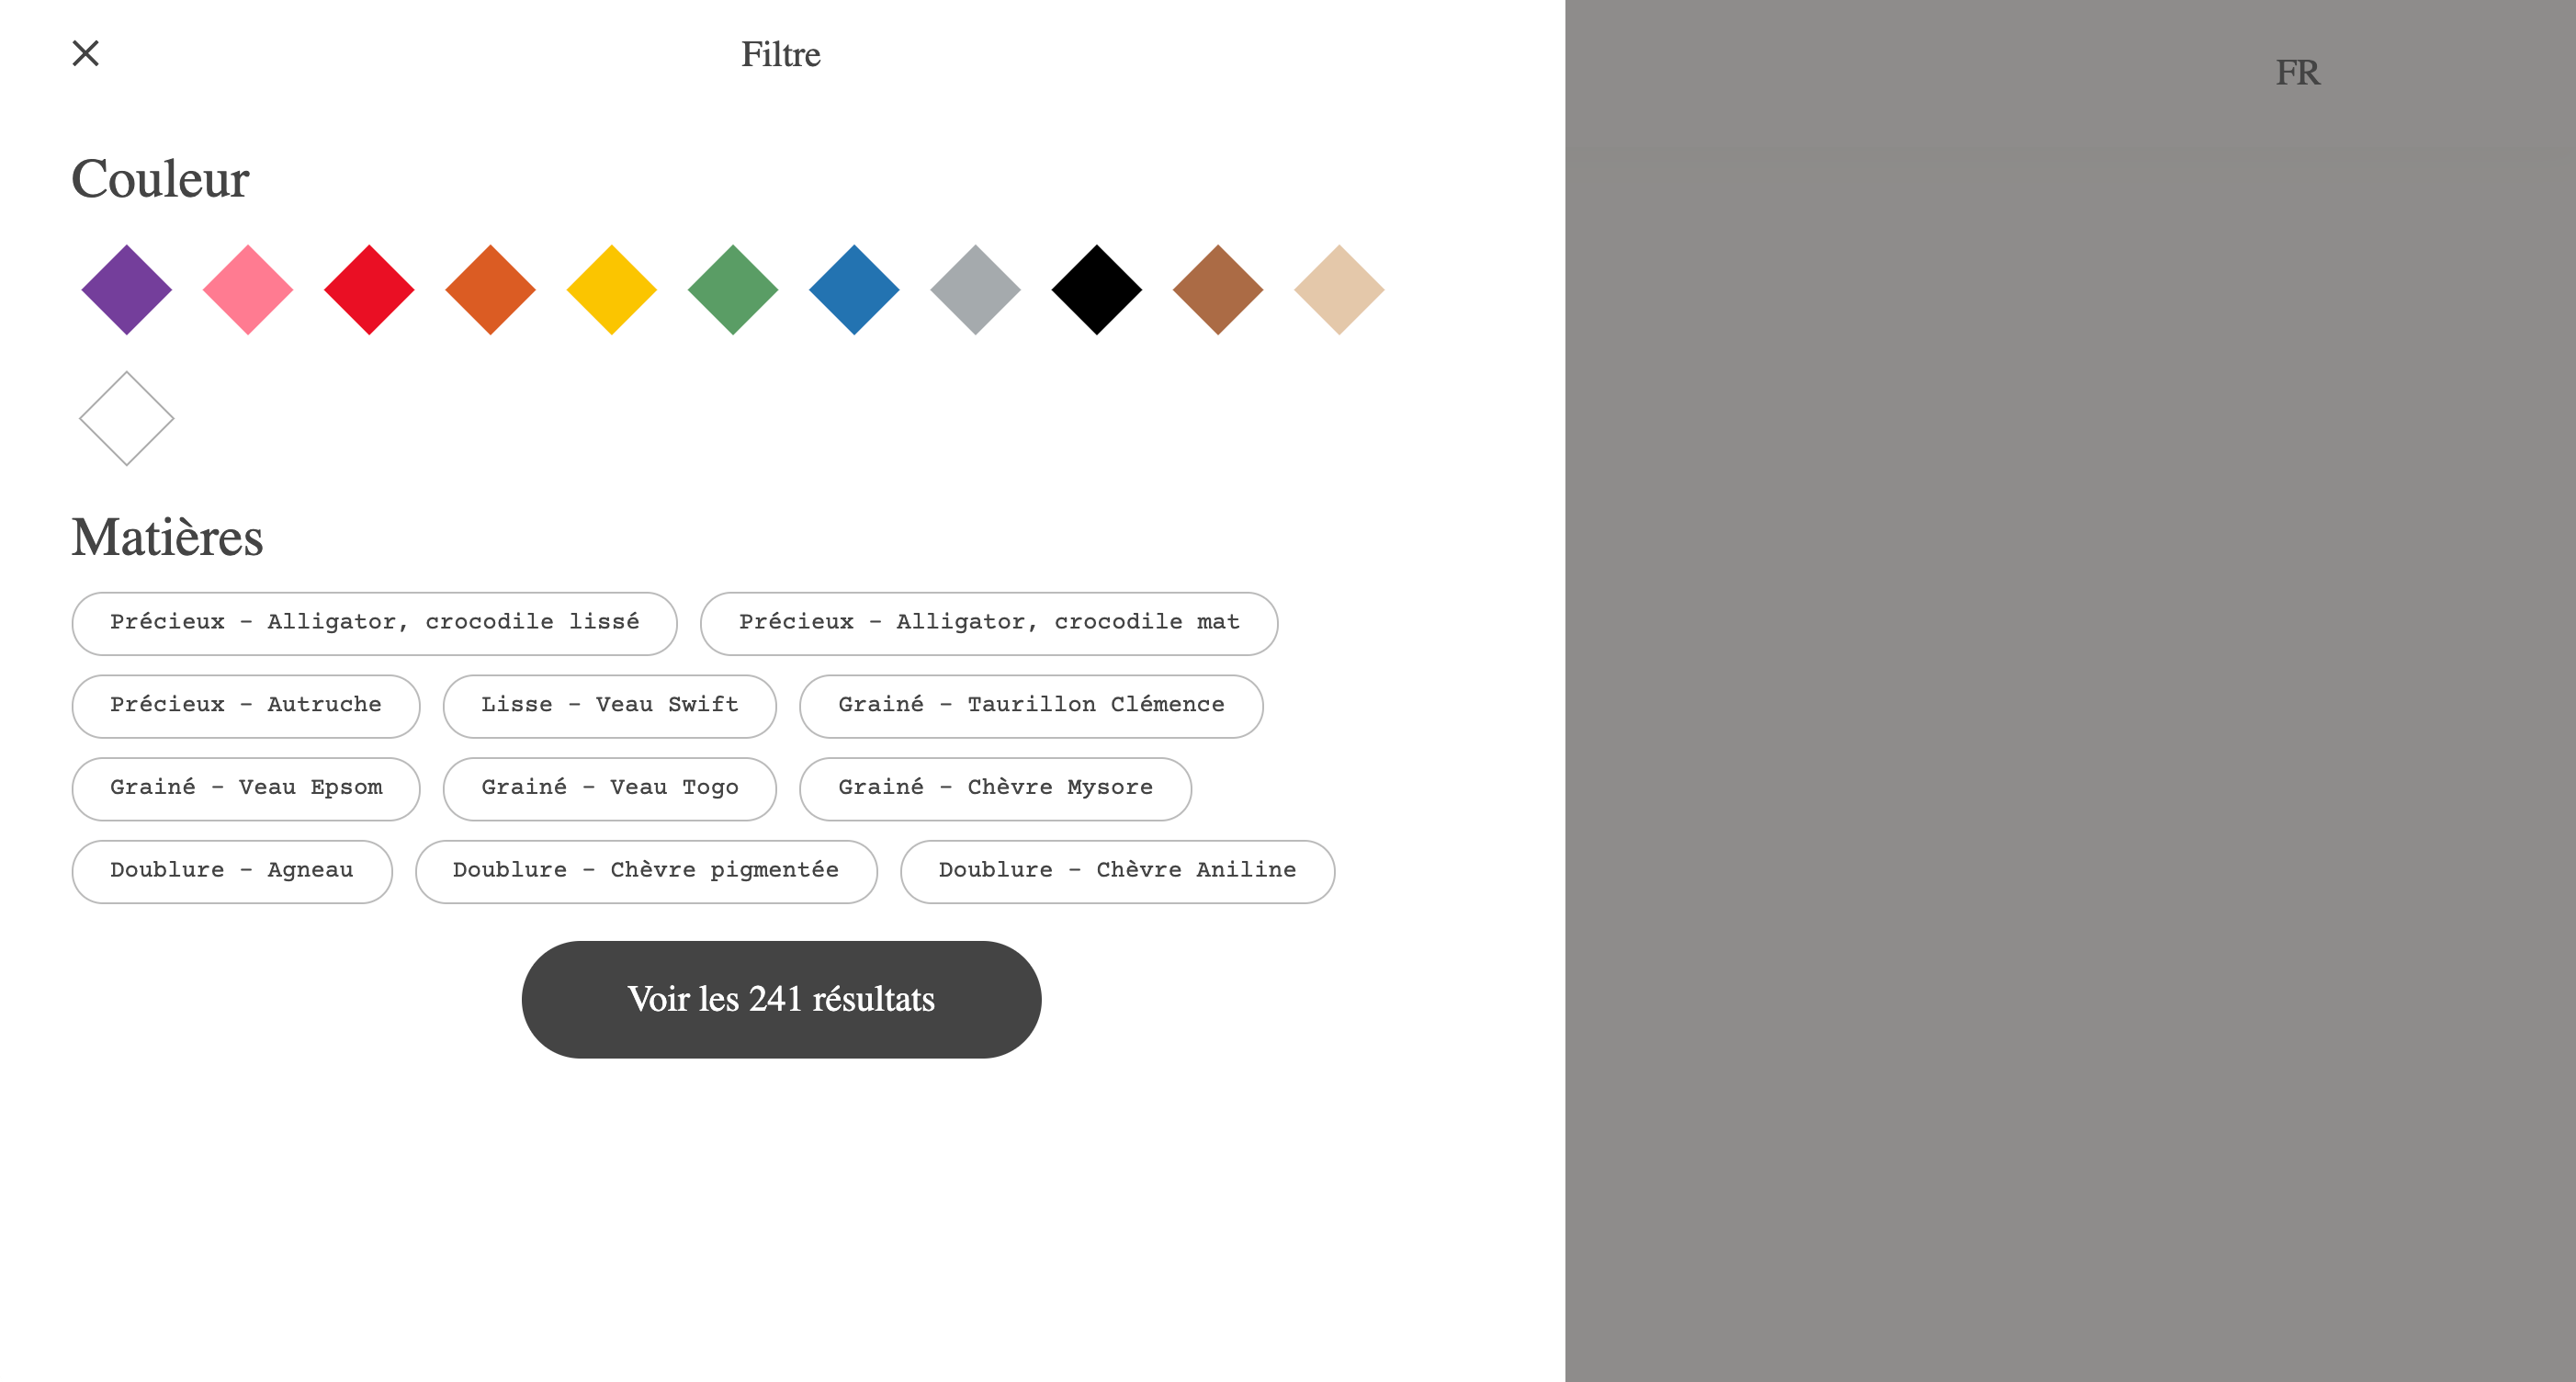 Filtre
FR
Couleur
Matières
Précieux - Alligator, crocodile lissé
Précieux - Alligator, crocodile mat
Précieux - Autruche
Lisse - Veau Swift
Grainé - Taurillon Clémence
Grainé - Veau Epsom
Grainé - Veau Togo
Grainé - Chèvre Mysore
Doublure - Agneau
Doublure - Chèvre pigmentée
Doublure - Chèvre Aniline
Voir les 241 résultats